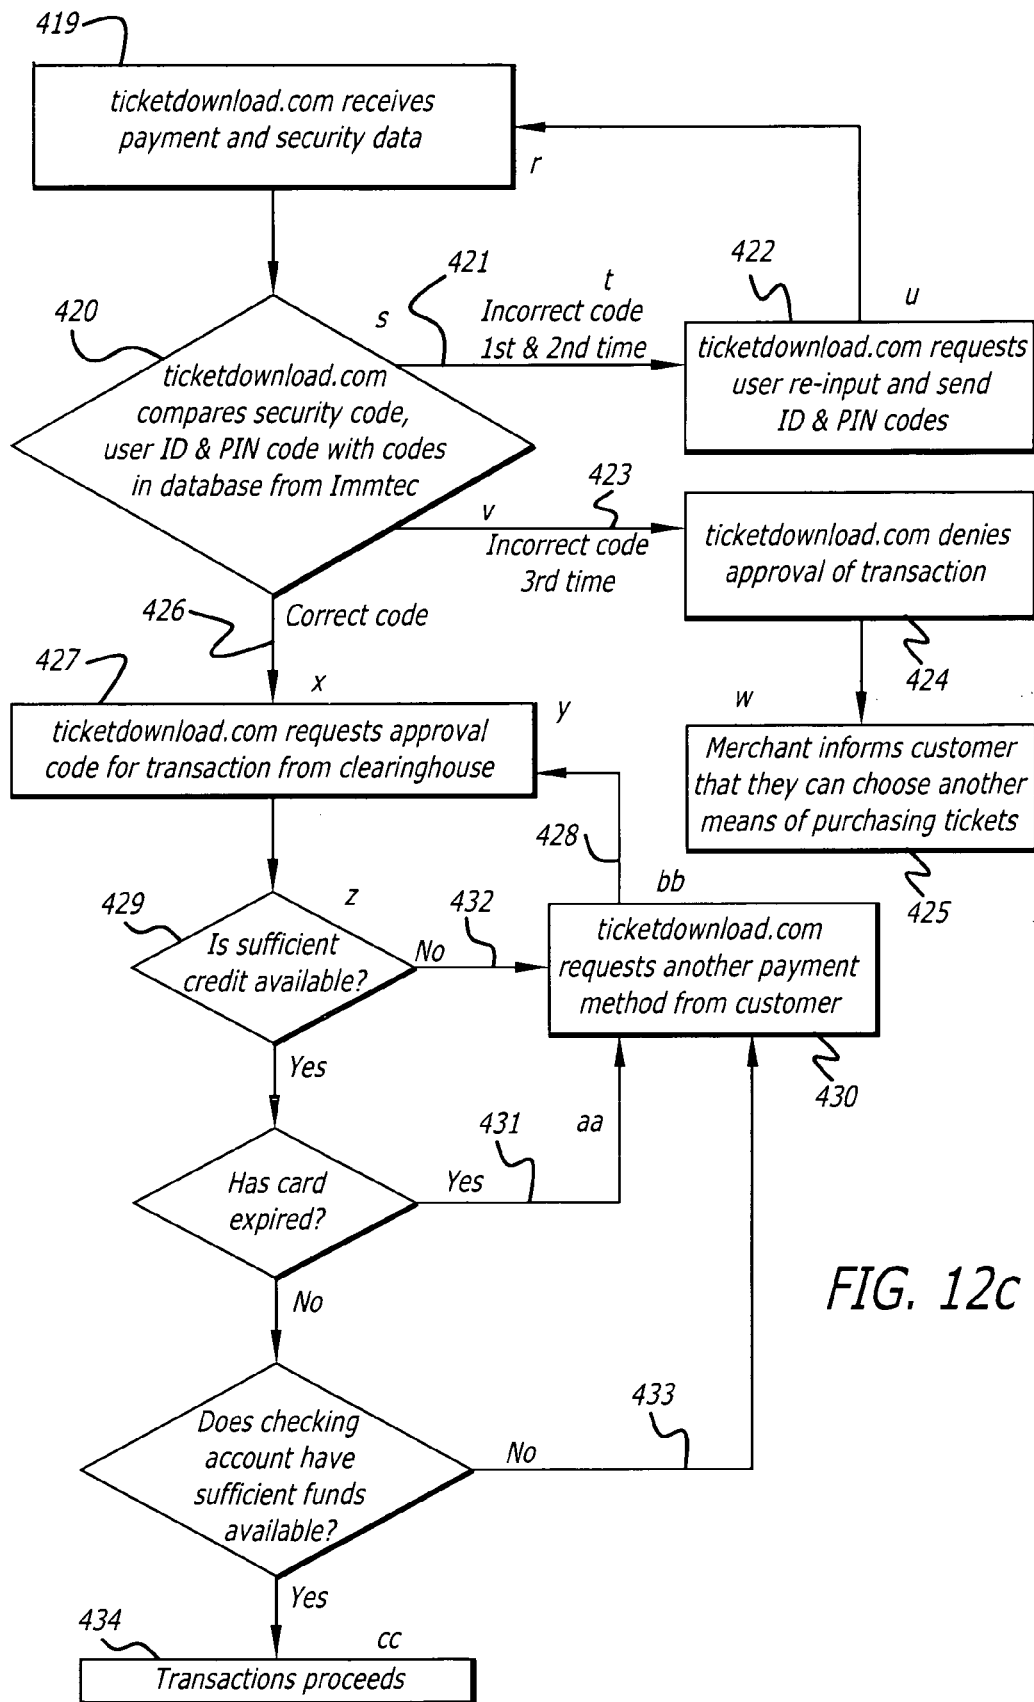 419
ticketdownload.com receives
payment and security data
r
421
t
422
u
420
s
Incorrect code
1st & 2nd time
ticketdownload.com requests
user re-input and send
ID & PIN codes
ticketdownload.com
compares security code,
user ID & PIN code with codes
in database from Immtec
423
v
Incorrect code
3rd time
ticketdownload.com denies
approval of transaction
424
426
Correct code
427
x
y
w
ticketdownload.com requests approval
code for transaction from clearinghouse
Merchant informs customer
that they can choose another
means of purchasing tickets
425
428
bb
429
z
432
Is sufficient
credit available?
No
ticketdownload.com
requests another payment
method from customer
430
Yes
431
aa
Has card
expired?
Yes
No
FIG. 12c
433
Does checking
account have
sufficient funds
available?
No
Yes
434
cc
Transactions proceeds